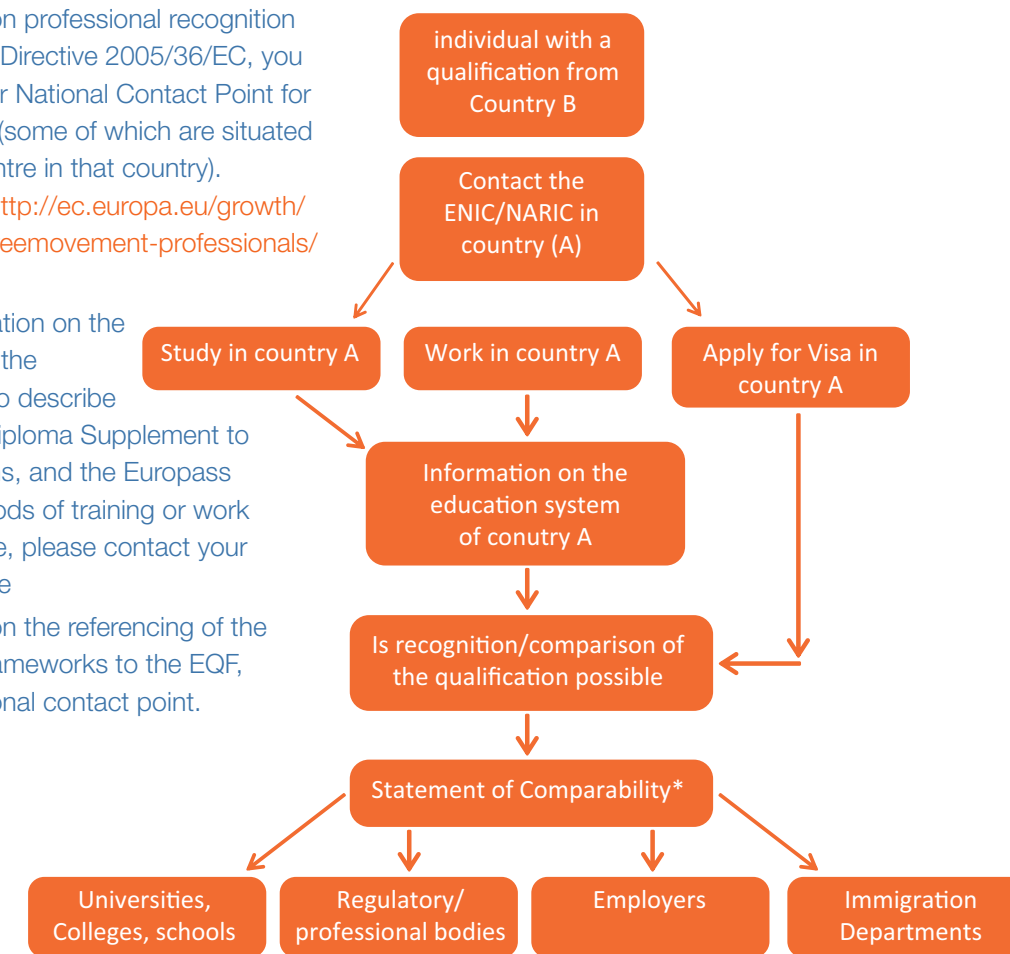 on professional recognition
Directive 2005/36/EC, you
r National Contact Point for
(some of which are situated
ntre in that country).
ttp://ec.europa.eu/growth/
eemovement-professionals/
ation on the
the
o describe
iploma Supplement to
ns, and the Europass
ods of training or work
e, please contact your
e
on the referencing of the
rameworks to the EQF,
onal contact point.
individual with a
qualification from
Country B
Contact the
ENIC/NARIC in
country (A)
Study in country A
Work in country A
Apply for Visa in
country A
Information on the
education system
of conutry A
Is recognition/comparison of
the qualification possible
Statement of Comparability*
Universities,
Colleges, schools
Regulatory/
professional bodies
Employers
Immigration
Departments